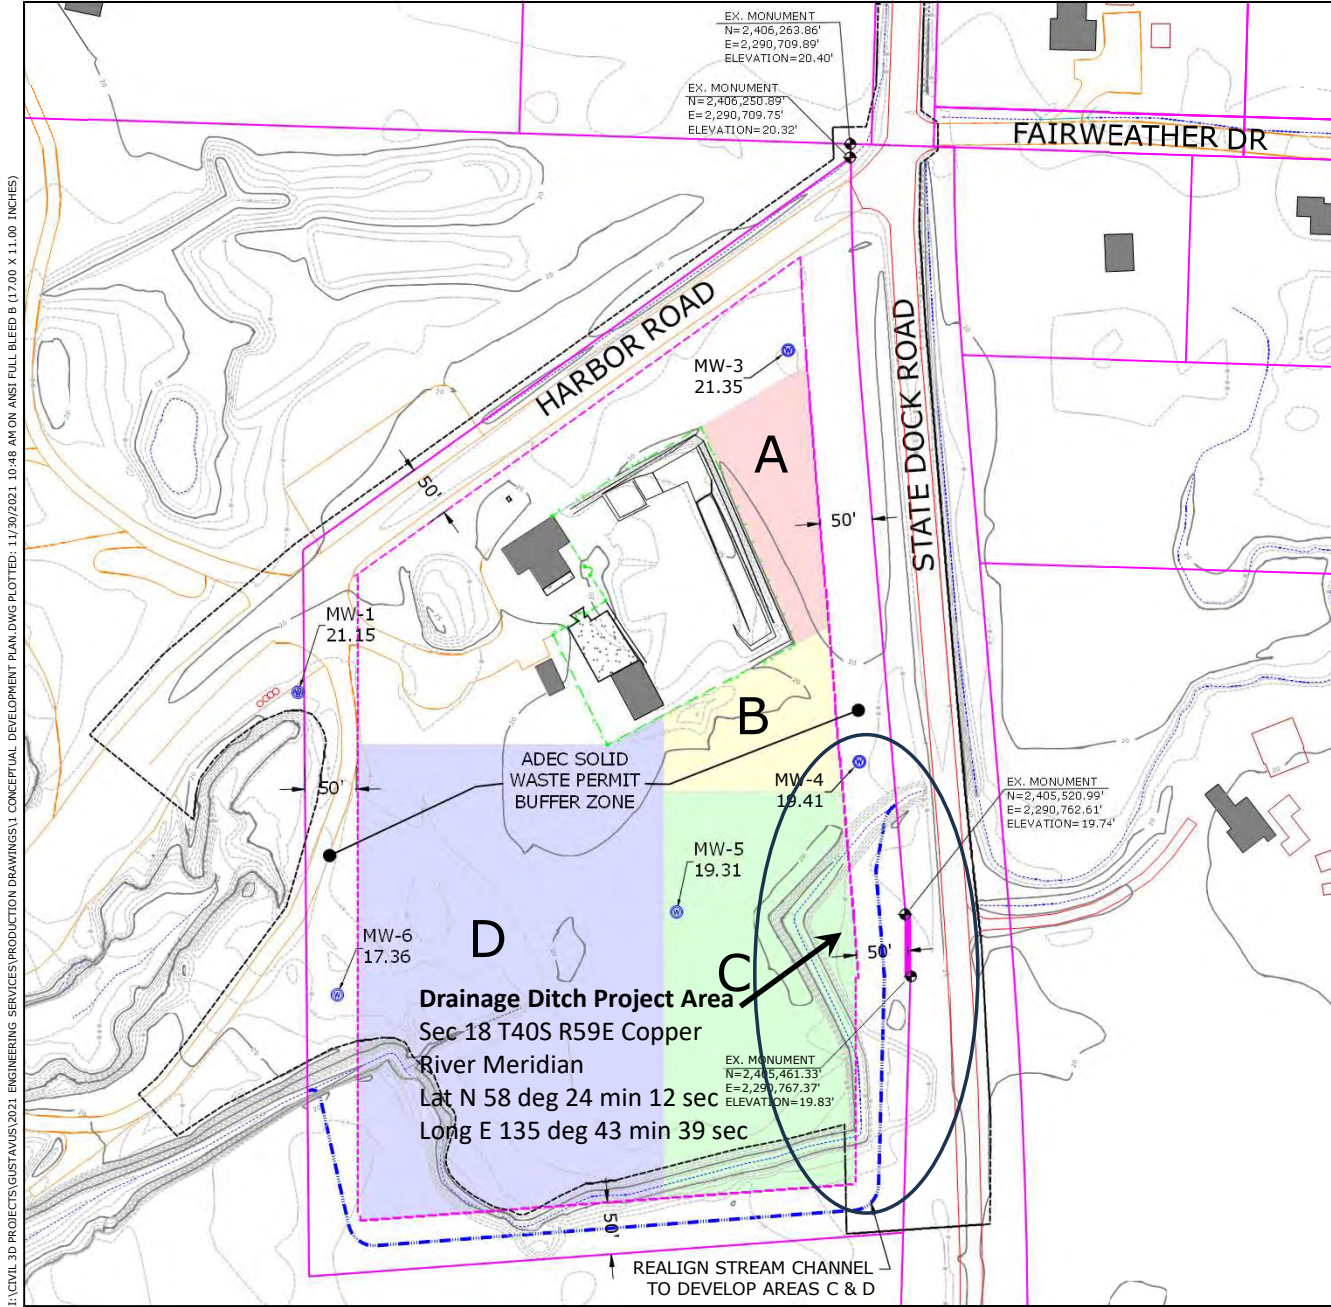 EX. MONUMENT
N=2,406,263.86'
E=2,290,709.89'
ELEVATION=20.40'
EX. MONUMENT
N=2,406,250.89'
E=2,290,709.75'
ELEVATION=20.32'
FAIRWEATHER DR
HARBOR ROAD
STATE DOCK ROAD
MW-3
21.35
A
50'
50'
MW-1
21.15
B
ADEC SOLID
WASTE PERMIT
BUFFER ZONE
50'
MW-4
19.41
EX. MONUMENT
N=2,405,520.99'
E=2,290,762.61'
ELEVATION=19.74'
MW-5
19.31
MW-6
17.36
D
C
50'
Drainage Ditch Project Area
Sec 18 T40S R59E Copper
River Meridian
Lat N 58 deg 24 min 12 sec
Long E 135 deg 43 min 39 sec
EX. MONUMENT
N=2,405,461.33'
E=2,290,767.37'
ELEVATION=19.83'
50'
REALIGN STREAM CHANNEL
TO DEVELOP AREAS C & D
I:\CIVIL 3D PROJECTS\GUSTAVUS\2021 ENGINEERING SERVICES\PRODUCTION DRAWINGS\1 CONCEPTUAL DEVELOPMENT PLAN.DWG PLOTTED: 11/30/2021 10:48 AM ON ANSI FULL BLEED B (17.00 X 11.00 INCHES)